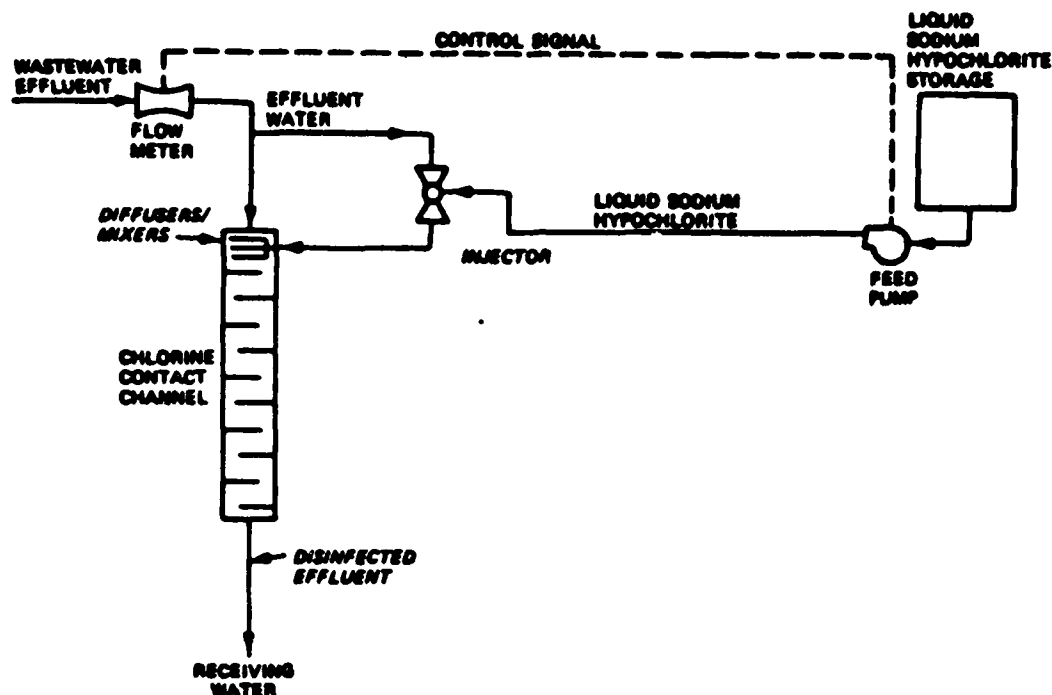 CONTROL SIGNAL
LIQUID
SODIUM
HYPOCHLORITE
STORAGE
WASTEWATER
EFFLUENT
FLOW
METER
EFFLUENT
WATER
DIFFUSERS/
MIXERS
LIQUID SODIUM
HYPOCHLORITE
INJECTOR
FEED
PUMP
CHLORINE
CONTACT
CHANNEL
DISINFECTED
EFFLUENT
RECEIVING
WATER